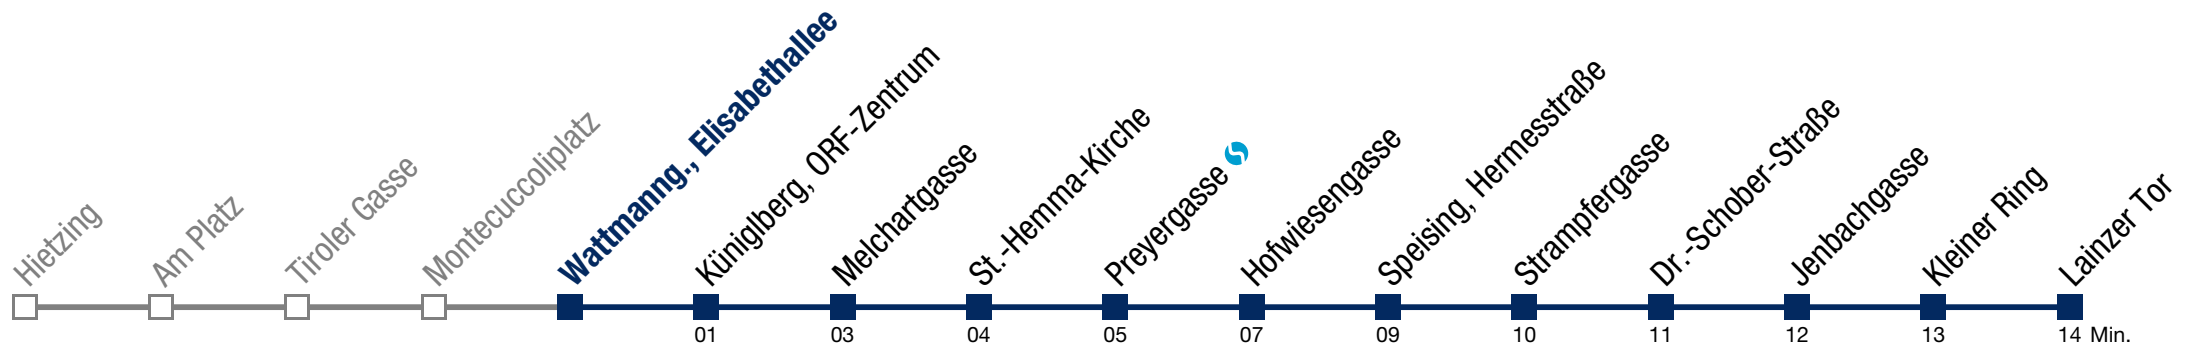 Hietzing
Am Platz
Tiroler Gasse
Montecuccoliplatz
Wattmanng., Elisabethallee
Küniglberg, ORF-Zentrum
Melchartgasse
St.-Hemma-Kirche
Preyergasse
Hofwiesengasse
Speising, Hermesstraße
Strampfergasse
Dr.-Schober-Straße
Jenbachgasse
Kleiner Ring
Lainzer Tor
01 03 04 05 07 09 10 11 12 13 14 Min.